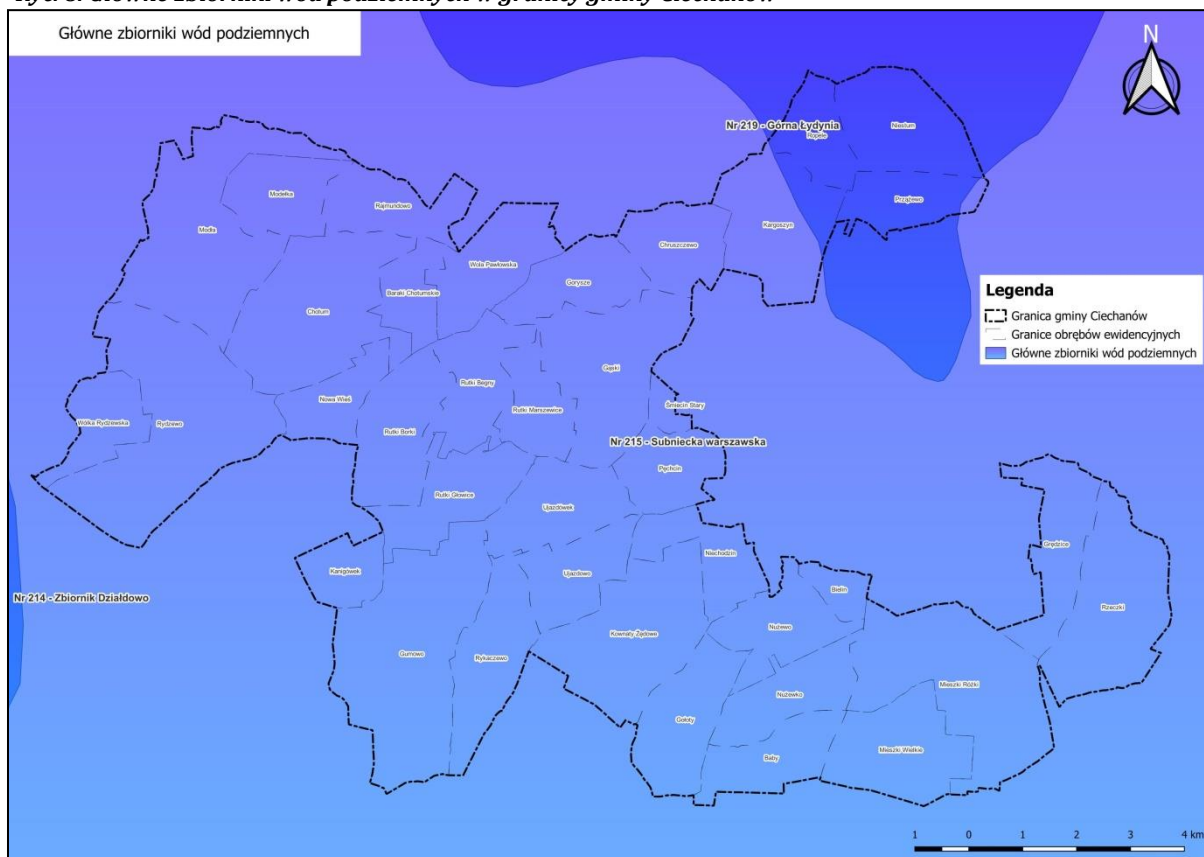 Ryc. 5. Główne zbiorniki wód podziemnych w granicy gminy Ciechanów
Główne zbiorniki wód podziemnych
N
Nr 219 - Górna Łydynia
Ropele
Niestum
Modełka
Rajmundowo
Przążewo
Modła
Kargoszyn
Chruszczewo
Wola Pawłowska
Gorysze
Baraki Chotumskie
Chotum
Legenda
Granica gminy Ciechanów
Granice obrębów ewidencyjnych
Główne zbiorniki wód podziemnych
Gąski
Rutki Begny
Nowa Wieś
Śmiecin Stary
Rutki Marszewice
Wólka Rydzewska
Rydzewo
Rutki Borki
Nr 215 - Subniecka warszawska
Pęchcin
Rutki Głowice
Ujazdówek
Grędzice
Niechodzin
Kanigówek
Ujazdowo
Bielin
Nr 214 - Zbiornik Działdowo
Rzeczki
Nużewo
Kownaty Żędowe
Gumowo
Rykaczewo
Mieszki Różki
Nużewko
Gołoty
Mieszki Wielkie
Baby
1 0 1 2 3 4 km